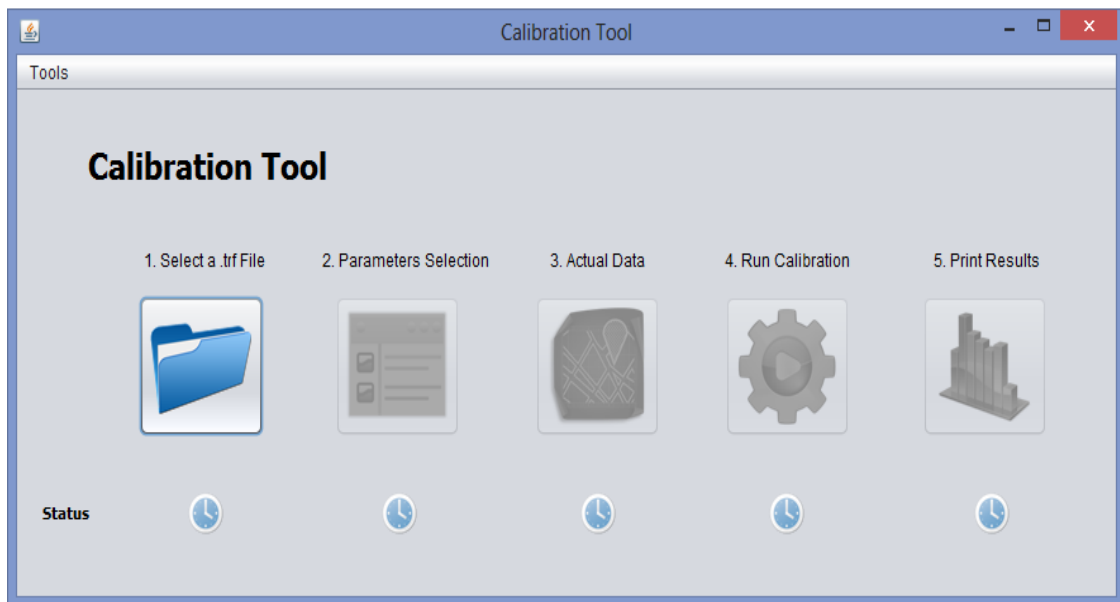 Calibration Tool
Tools
Calibration Tool
1. Select a .trf File
2. Parameters Selection
3. Actual Data
4. Run Calibration
5. Print Results
Status